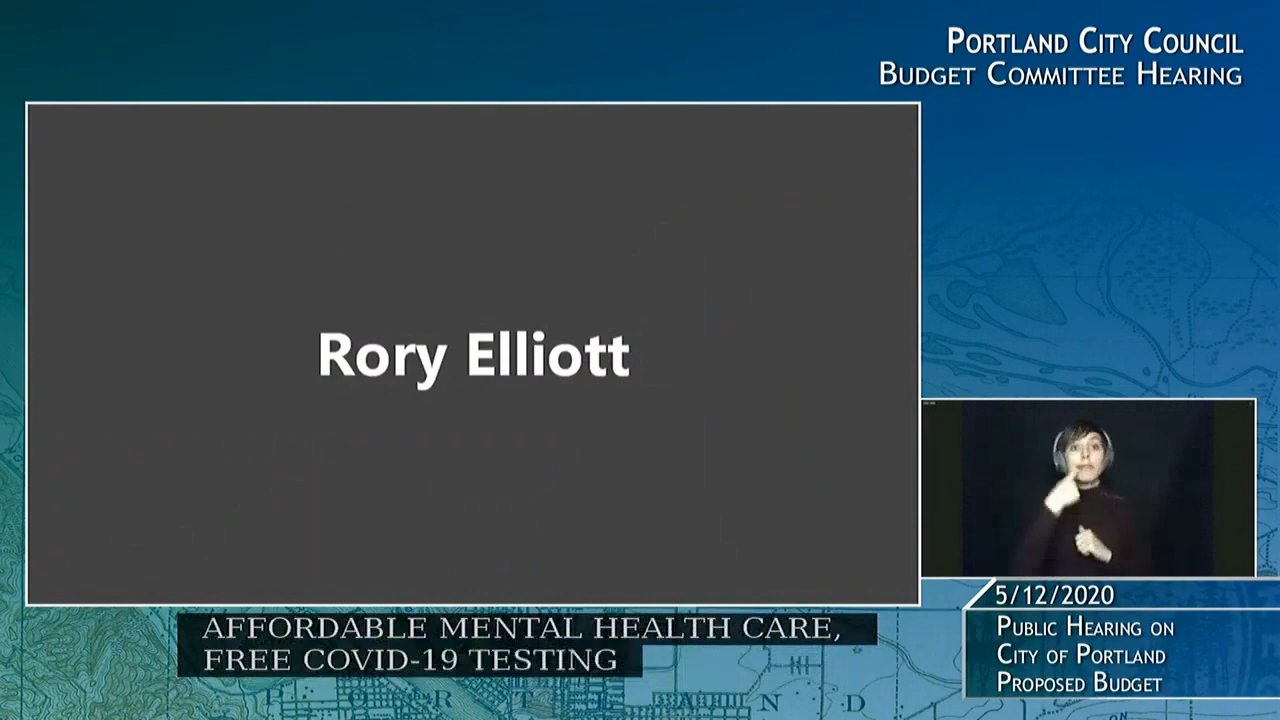 PORTLAND CITY COUNCIL
BUDGET COMMITTEE HEARING
Rory Elliott
5/12/2020
PUBLIC HEARING ON
CITY OF PORTLAND
PROPOSED BUDGET
AFFORDABLE MENTAL HEALTH CARE,
FREE COVID-19 TESTING
P O R T L A N D